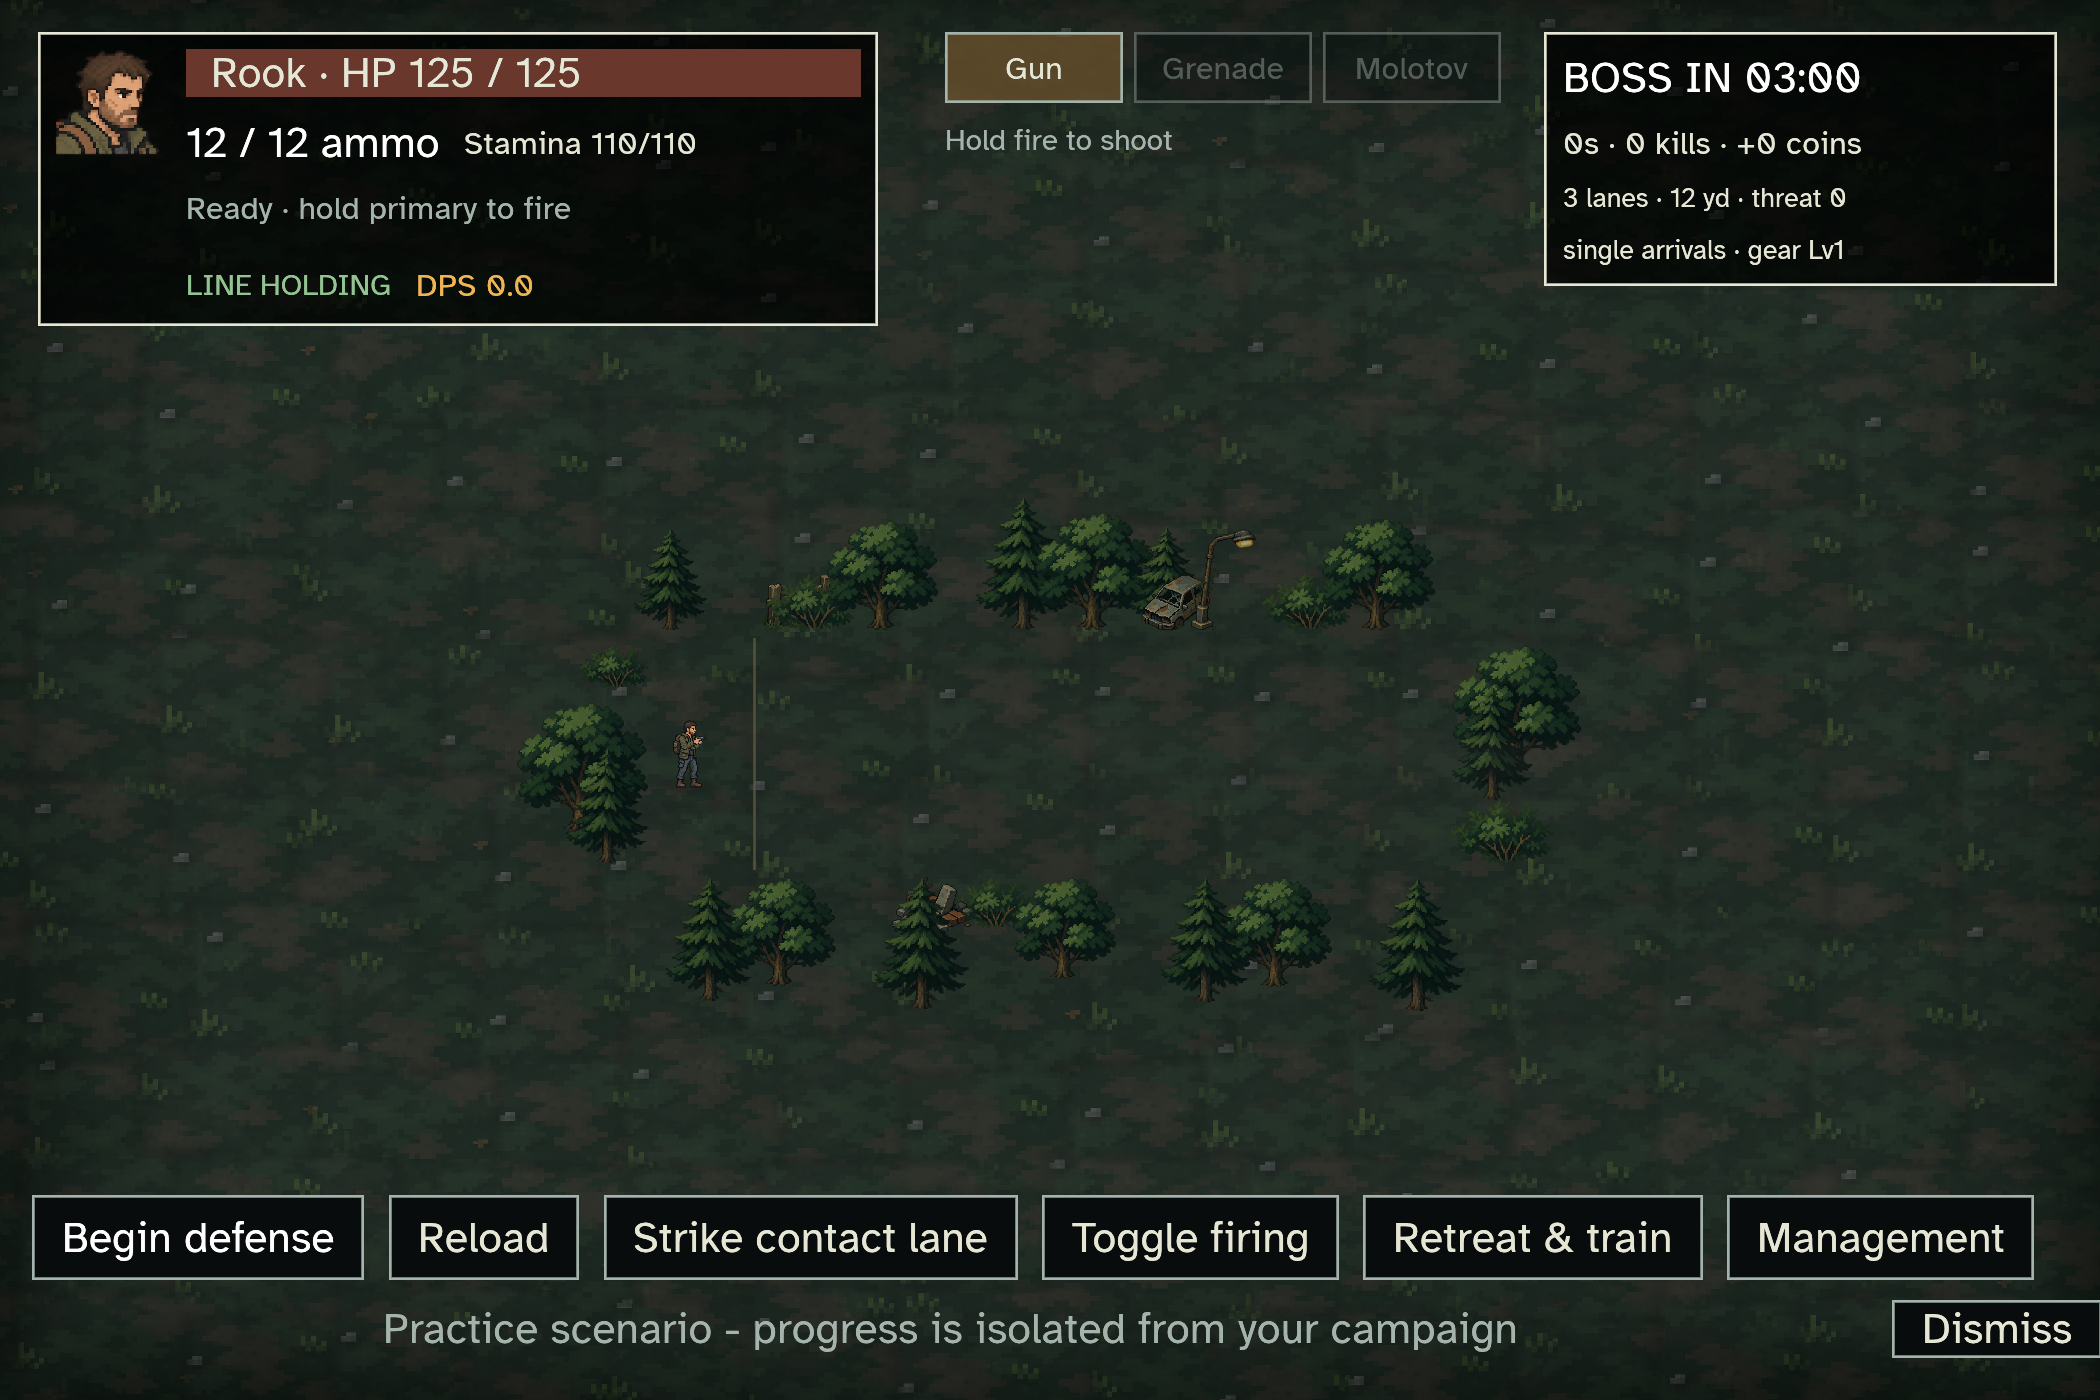 Rook · HP 125 / 125
12 / 12 ammo Stamina 110/110
Ready · hold primary to fire
LINE HOLDING DPS 0.0
Gun Grenade Molotov
Hold fire to shoot
BOSS IN 03:00
0s · 0 kills · +0 coins
3 lanes · 12 yd · threat 0
single arrivals · gear Lv1
Begin defense Reload Strike contact lane Toggle firing Retreat & train Management
Practice scenario - progress is isolated from your campaign
Dismiss